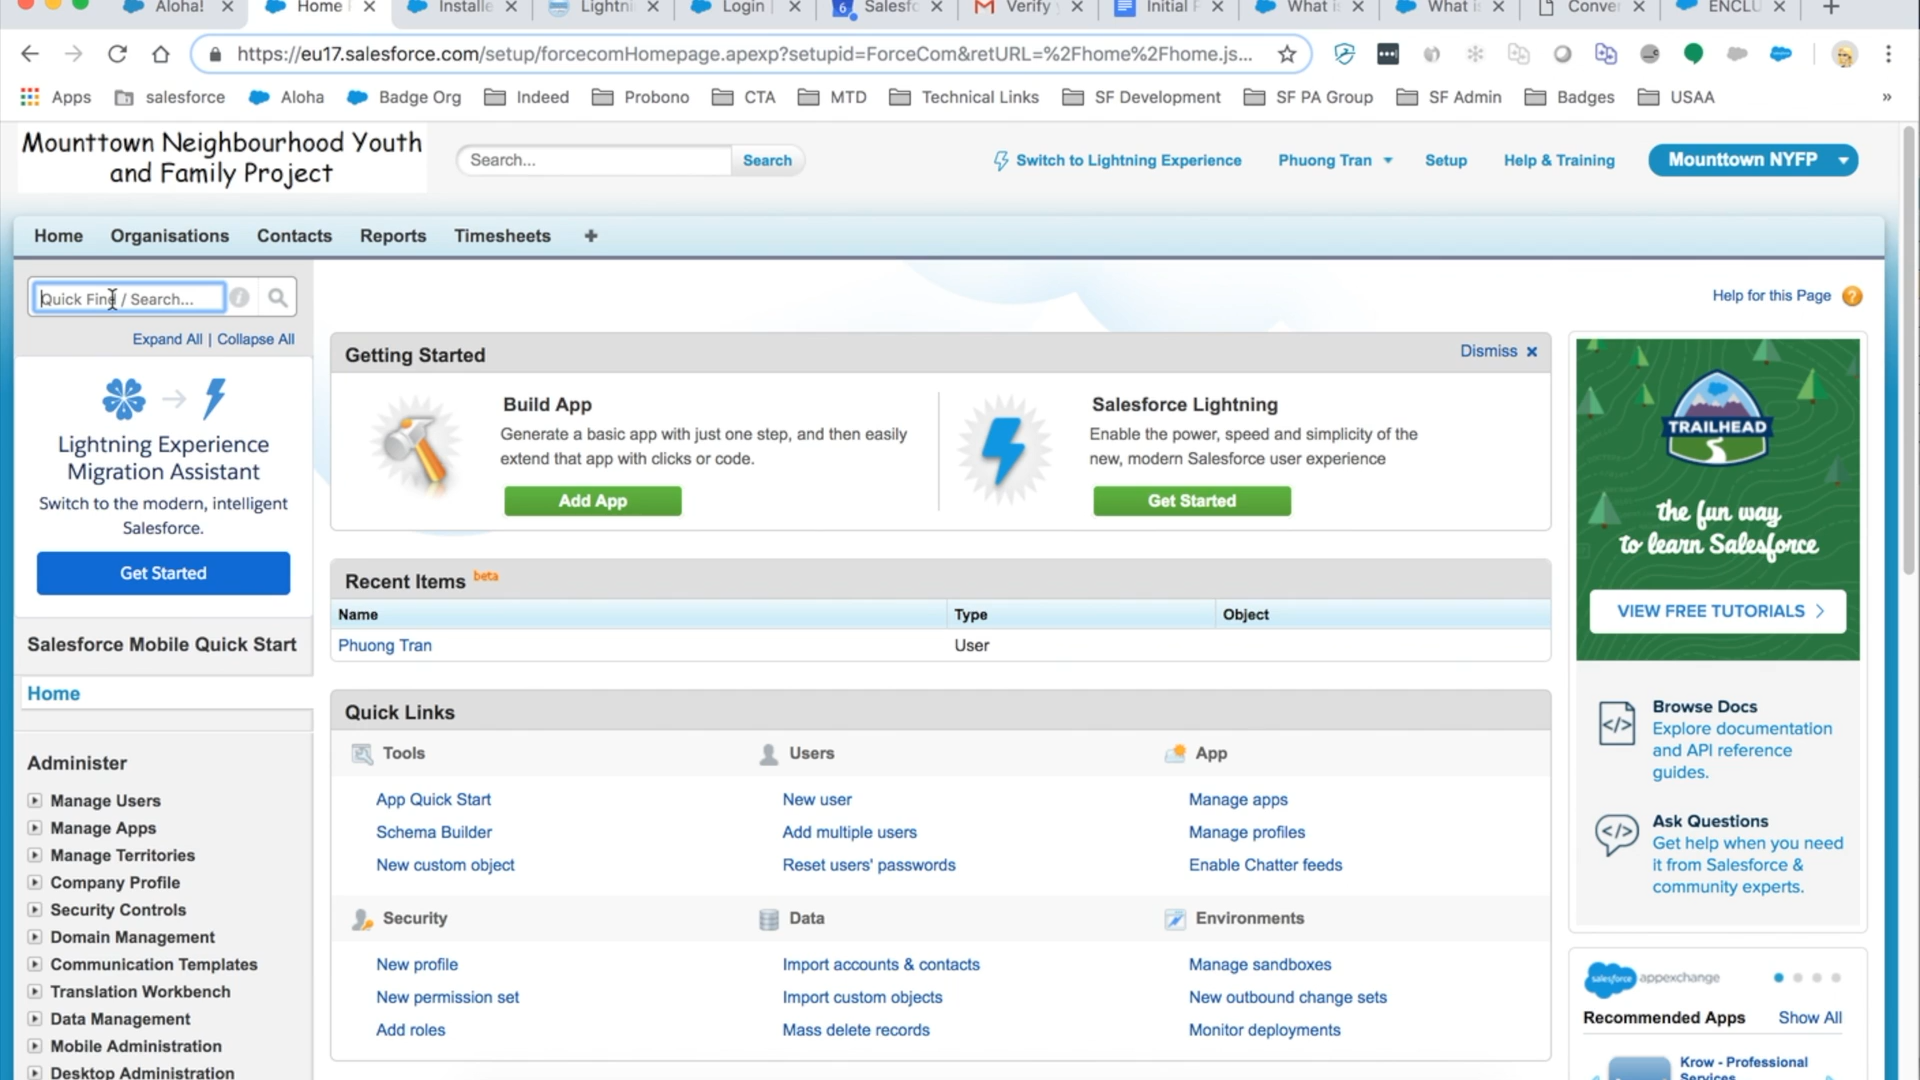 Aloha!
Home
Installe
Lightni
Login
Salesfo
Verify
Initial P
What is
What is
Conver
ENCLU
https://eu17.salesforce.com/setup/forcecomHomepage.apexp?setupid=ForceCom&retURL=%2Fhome%2Fhome.js...
Apps
salesforce
Aloha
Badge Org
Indeed
Probono
CTA
MTD
Technical Links
SF Development
SF PA Group
SF Admin
Badges
USAA
»
Mounttown Neighbourhood Youth
and Family Project
Search...
Search
Switch to Lightning Experience
Phuong Tran
Setup
Help & Training
Mounttown NYFP
Home
Organisations
Contacts
Reports
Timesheets
+
Quick Find / Search...
Expand All | Collapse All
Help for this Page
Lightning Experience
Migration Assistant
Switch to the modern, intelligent
Salesforce.
Get Started
Salesforce Mobile Quick Start
Home
Administer
Manage Users
Manage Apps
Manage Territories
Company Profile
Security Controls
Domain Management
Communication Templates
Translation Workbench
Data Management
Mobile Administration
Desktop Administration
Getting Started
Dismiss
Build App
Generate a basic app with just one step, and then easily
extend that app with clicks or code.
Add App
Salesforce Lightning
Enable the power, speed and simplicity of the
new, modern Salesforce user experience
Get Started
Recent Items beta
Name
Type
Object
Phuong Tran
User
Quick Links
Tools
App Quick Start
Schema Builder
New custom object
Users
New user
Add multiple users
Reset users' passwords
App
Manage apps
Manage profiles
Enable Chatter feeds
Security
New profile
New permission set
Add roles
Data
Import accounts & contacts
Import custom objects
Mass delete records
Environments
Manage sandboxes
New outbound change sets
Monitor deployments
TRAILHEAD
the fun way
to learn Salesforce
VIEW FREE TUTORIALS
Browse Docs
Explore documentation
and API reference
guides.
Ask Questions
Get help when you need
it from Salesforce &
community experts.
salesforce appexchange
Recommended Apps
Show All
Krow - Professional
Services